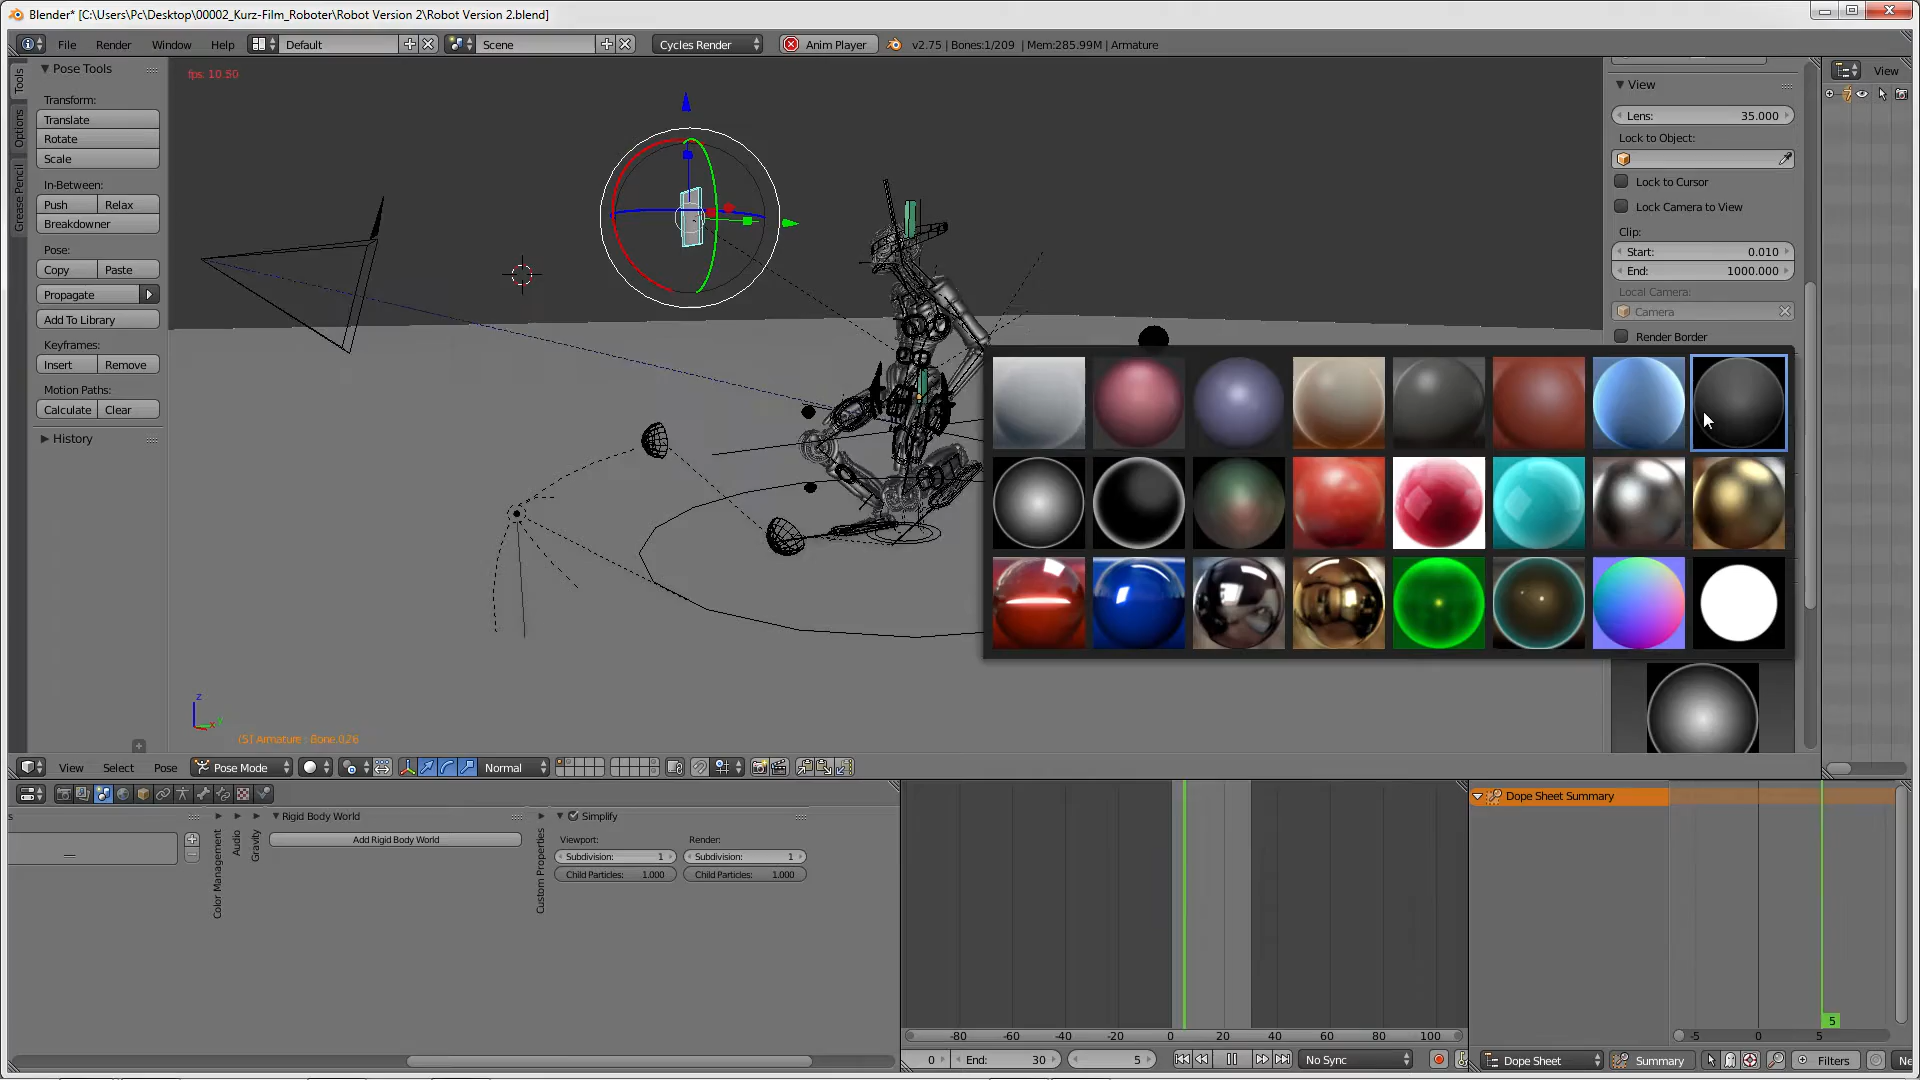 Blender* [C:\Users\Pc\Desktop\00002_Kurz-Film_Roboter\Robot Version 2\Robot Version 2.blend]
File Render Window Help Default Scene Cycles Render Anim Player v2.75 | Bones:1/209 | Mem:285.99M | Armature
fps: 10.50
Tools
Options
Grease Pencil
Pose Tools
Transform:
Translate
Rotate
Scale
In-Between:
Push Relax
Breakdowner
Pose:
Copy Paste
Propagate
Add To Library
Keyframes:
Insert Remove
Motion Paths:
Calculate Clear
History
z
(5) Armature : Bone.026
View
Lens: 35.000
Lock to Object:
Lock to Cursor
Lock Camera to View
Clip:
Start: 0.010
End: 1000.000
Local Camera:
Camera
Render Border
View
View Select Pose Pose Mode Normal
Color Management
Audio
Gravity
Rigid Body World
Add Rigid Body World
Custom Properties
Simplify
Viewport: Render:
Subdivision: 1 Subdivision: 1
Child Particles: 1.000 Child Particles: 1.000
-80 -60 -40 -20 0 20 40 60 80 100
0 End: 30 5 No Sync
Dope Sheet Summary
5
-5 0 5
Dope Sheet Summary Filters Ne